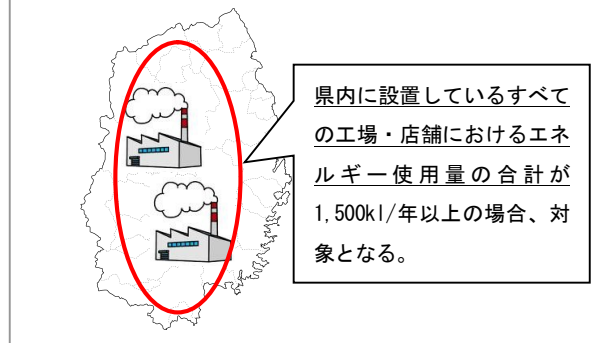 県内に設置しているすべて
の工場・店舗におけるエネ
ルギー使用量の合計が
1,500kl/年以上の場合、対
象となる。